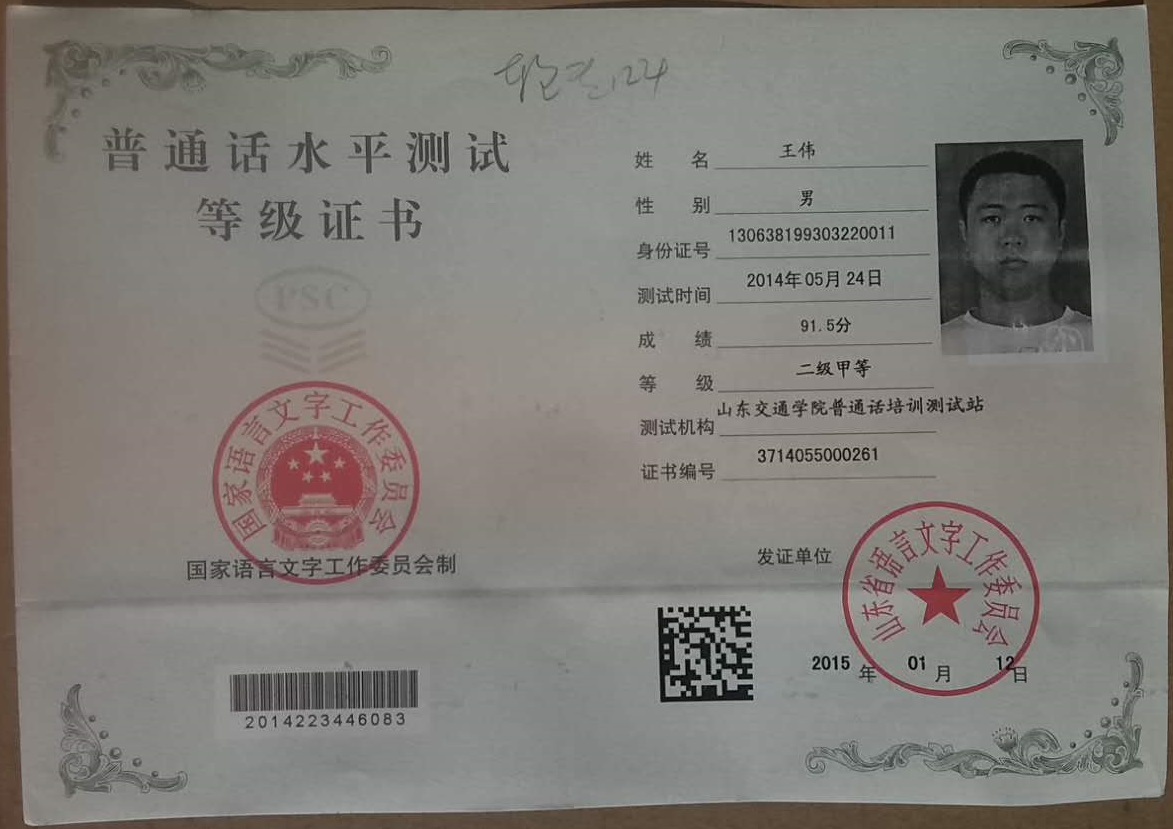 普通话水平测试
等级证书
PSC
国家语言文字工作委员会
国家语言文字工作委员会制
2014223446083
124
姓 名 王伟
性 别 男
身份证号 130638199303220011
测试时间 2014年05月24日
成 绩 91.5分
等 级 二级甲等
测试机构 山东交通学院普通话培训测试站
证书编号 3714055000261
发证单位
山东省语言文字工作委员会
2015 年 01 月 12 日